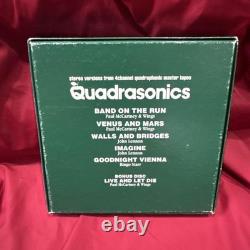 stereo versions from 4channel quadraphonic master tapes
The Quadrasonics
BAND ON THE RUN
Paul McCartney & Wings
VENUS AND MARS
Paul McCartney & Wings
WALLS AND BRIDGES
John Lennon
IMAGINE
John Lennon
GOODNIGHT VIENNA
Ringo Starr
BONUS DISC
LIVE AND LET DIE
Paul McCartney & Wings
ebay